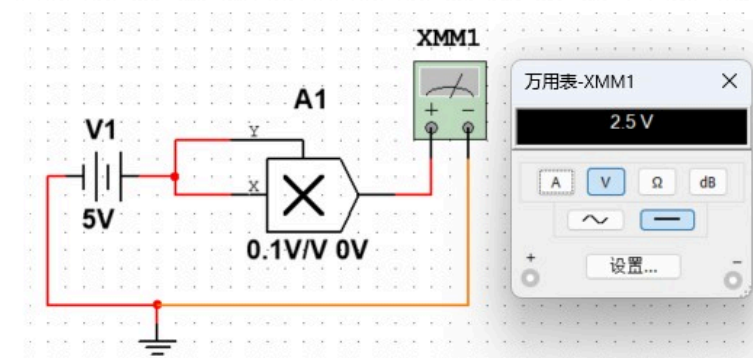 XMM1
+ -
A1
V1
Y
X
5V
0.1V/V 0V
万用表-XMM1
2.5 V
A V Ω dB
+ 设置... -